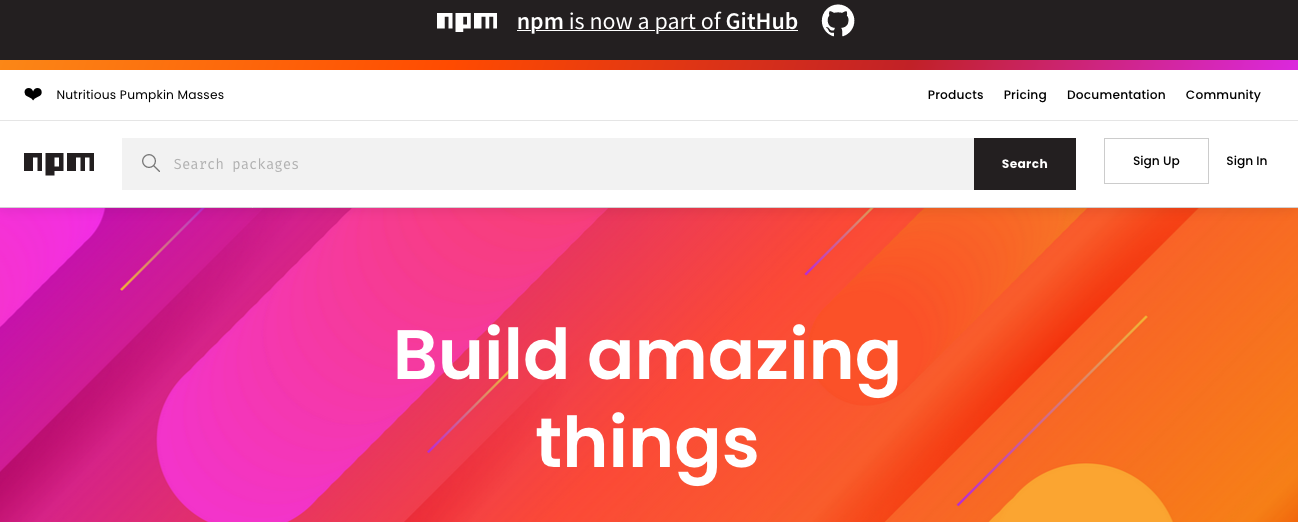 npm npm is now a part of GitHub
Nutritious Pumpkin Masses Products Pricing Documentation Community
npm Search packages Search Sign Up Sign In
Build amazing
things